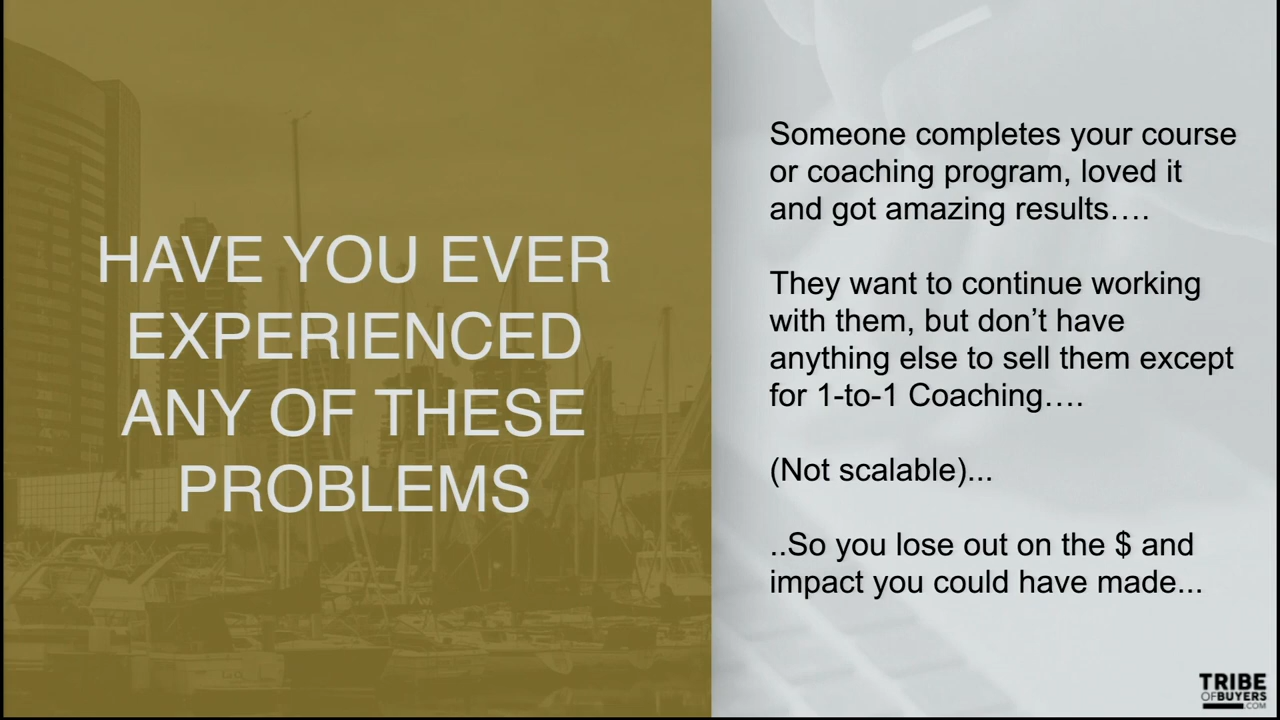 HAVE YOU EVER
EXPERIENCED
ANY OF THESE
PROBLEMS
Someone completes your course
or coaching program, loved it
and got amazing results….
They want to continue working
with them, but don’t have
anything else to sell them except
for 1-to-1 Coaching….
(Not scalable)...
..So you lose out on the $ and
impact you could have made...
TRIBE
OFBUYERS
.COM